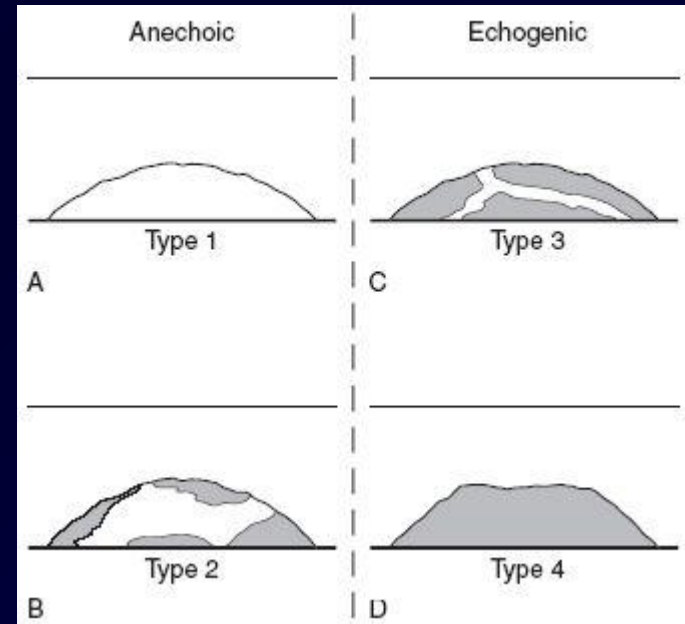 Anechoic
Echogenic
Type 1
Type 3
A
C
Type 2
Type 4
B
D